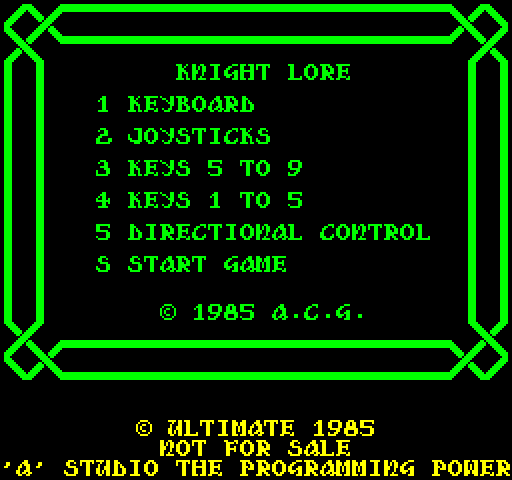 KNIGHT LORE
1 KEYBOARD
2 JOYSTICKS
3 KEYS 5 TO 9
4 KEYS 1 TO 5
5 DIRECTIONAL CONTROL
S START GAME
© 1985 A.C.G.
© ULTIMATE 1985
NOT FOR SALE
'A' STUDIO THE PROGRAMMING POWER